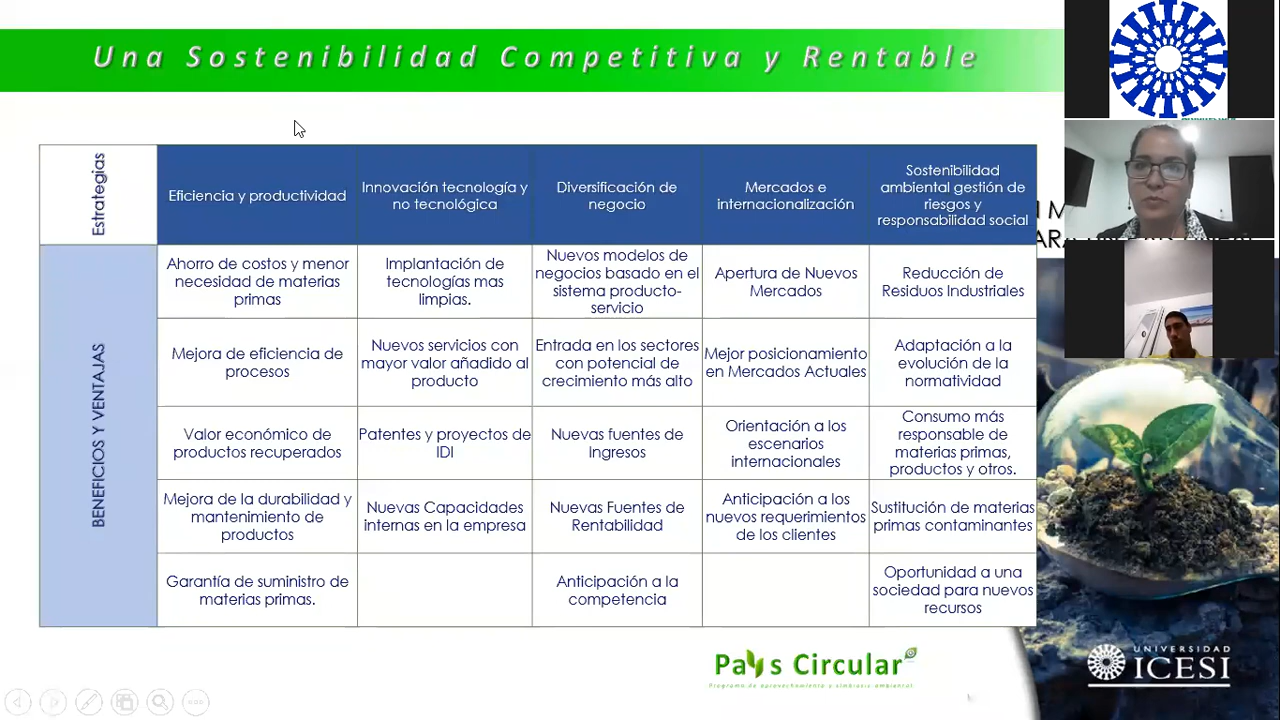 Una Sostenibilidad Competitiva y Rentable
Estrategias
Eficiencia y productividad
Innovación tecnología y
no tecnológica
Diversificación de
negocio
Mercados e
internacionalización
Sostenibilidad
ambiental gestión de
riesgos y
responsabilidad social
BENEFICIOS Y VENTAJAS
Ahorro de costos y menor
necesidad de materias
primas
Implantación de
tecnologías mas
limpias.
Nuevos modelos de
negocios basado en el
sistema producto-
servicio
Apertura de Nuevos
Mercados
Reducción de
Residuos Industriales
Mejora de eficiencia de
procesos
Nuevos servicios con
mayor valor añadido al
producto
Entrada en los sectores
con potencial de
crecimiento más alto
Mejor posicionamiento
en Mercados Actuales
Adaptación a la
evolución de la
normatividad
Valor económico de
productos recuperados
Patentes y proyectos de
IDI
Nuevas fuentes de
Ingresos
Orientación a los
escenarios
internacionales
Consumo más
responsable de
materias primas,
productos y otros.
Mejora de la durabilidad y
mantenimiento de
productos
Nuevas Capacidades
internas en la empresa
Nuevas Fuentes de
Rentabilidad
Anticipación a los
nuevos requerimientos
de los clientes
Sustitución de materias
primas contaminantes
Garantía de suministro de
materias primas.
Anticipación a la
competencia
Oportunidad a una
sociedad para nuevos
recursos
País Circular
Programa de aprovechamiento y simbiosis ambiental
UNIVERSIDAD
ICESI